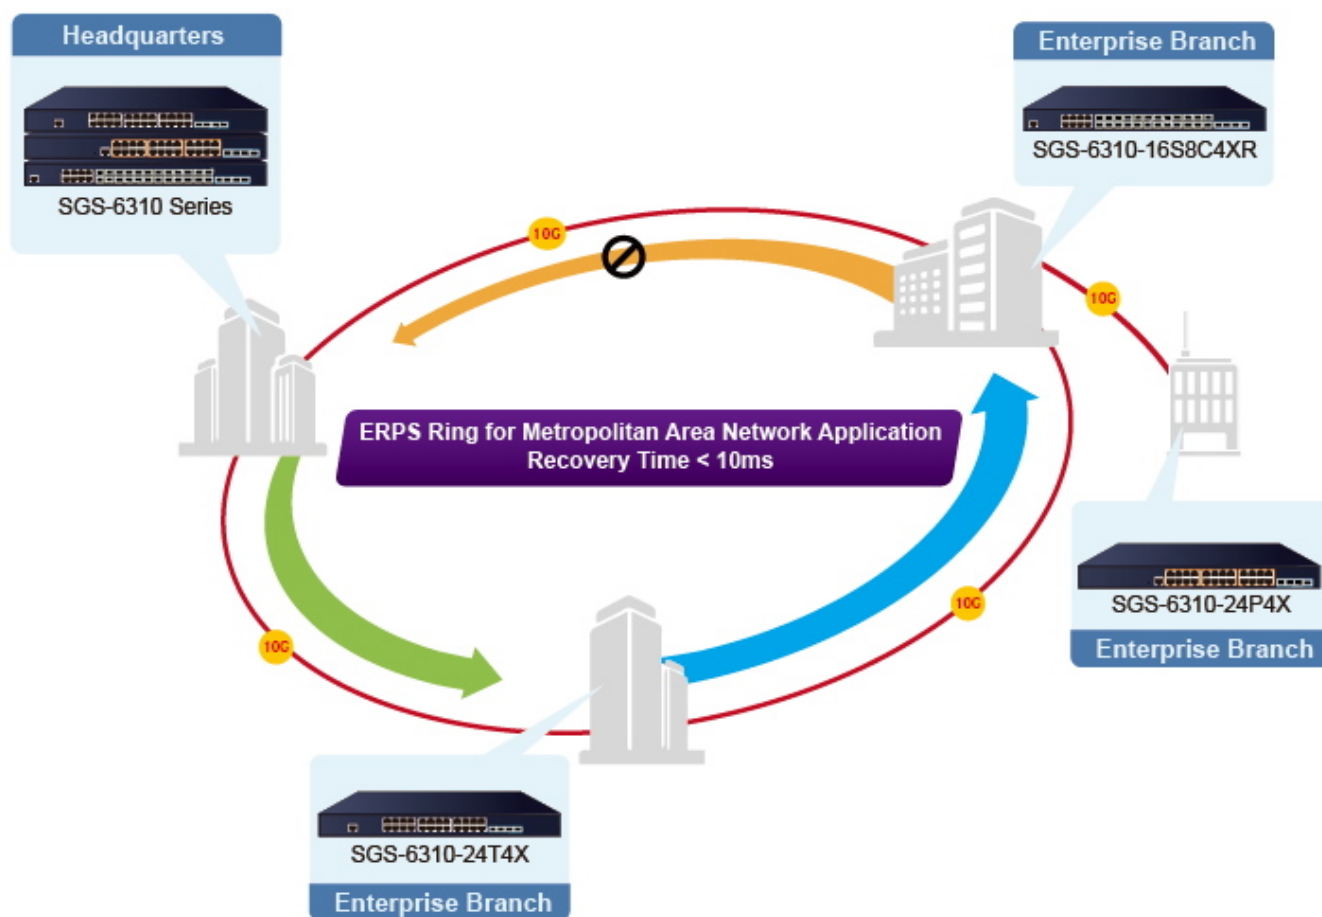 Headquarters
SGS-6310 Series
Enterprise Branch
SGS-6310-16S8C4XR
10G
10G
ERPS Ring for Metropolitan Area Network Application
Recovery Time < 10ms
10G
10G
SGS-6310-24P4X
Enterprise Branch
SGS-6310-24T4X
Enterprise Branch